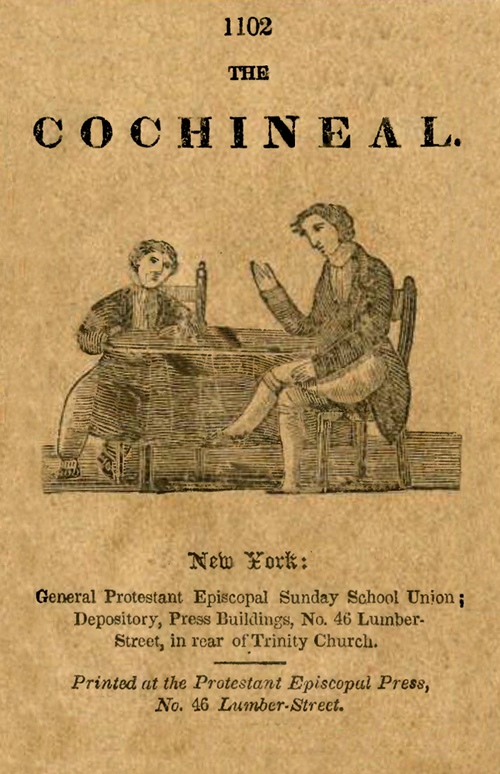 1102
THE
COCHINEAL.
New York:
General Protestant Episcopal Sunday School Union;
Depository, Press Buildings, No. 46 Lumber-
Street, in rear of Trinity Church.
Printed at the Protestant Episcopal Press,
No. 46 Lumber-Street.